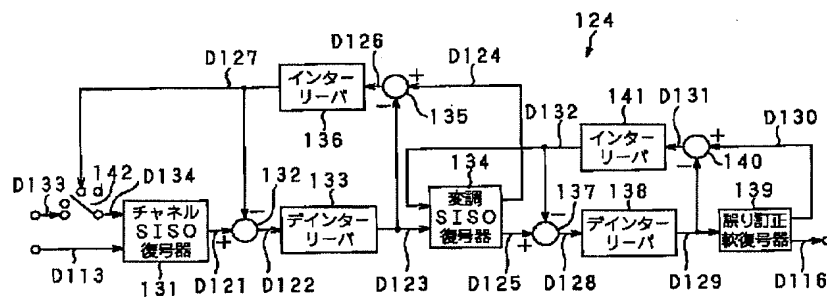 124
D127
D126
D124
インター
リーバ
136
135
D132
141
D131
D130
インター
リーバ
140
142
D133
D134
132
133
134
137
138
139
チャネル
SISO
復号器
デインター
リーバ
変調
SISO
復号器
デインター
リーバ
誤り訂正
軟復号器
D113
131
D121
D122
D123
D125
D128
D129
D116